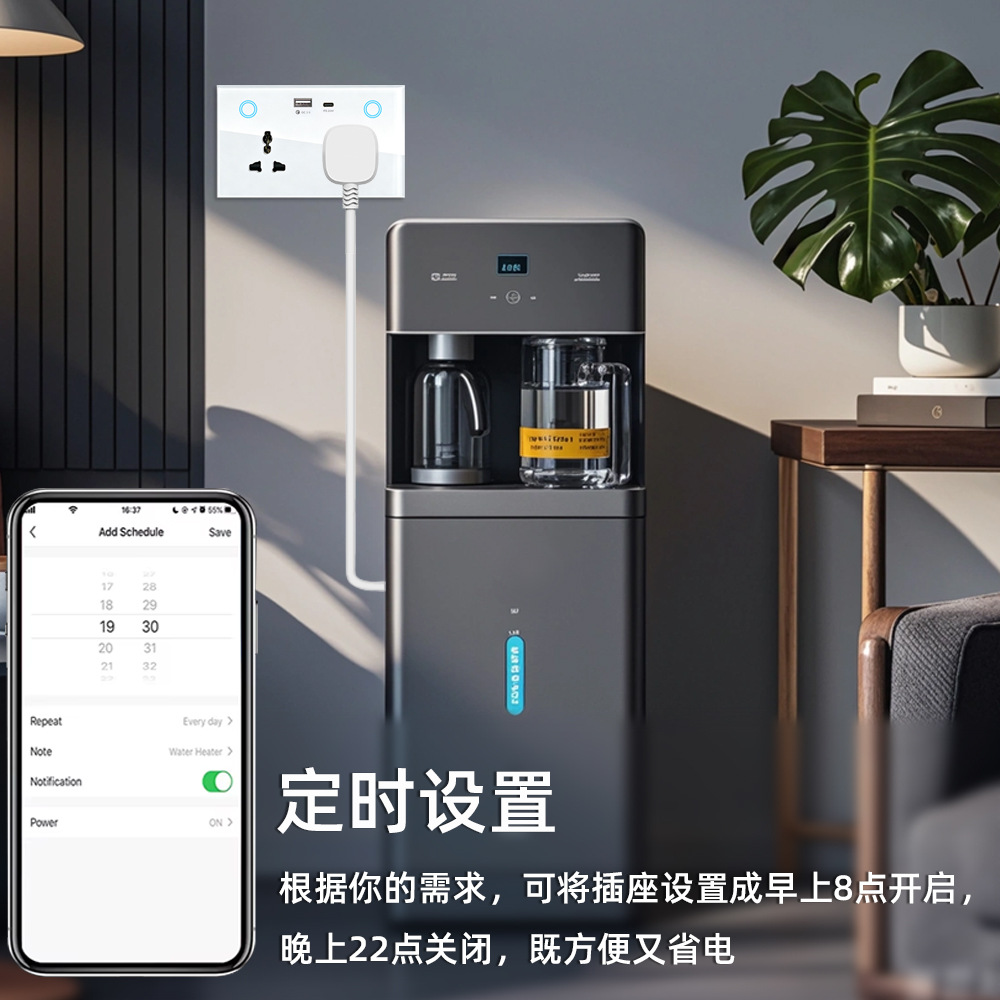 16:37
55%
Add Schedule
Save
17 28
18 29
19 30
20 31
21 32
Repeat
Every day
Note
Water Heater
Notification
Power
ON
定时设置
根据你的需求，可将插座设置成早上8点开启，
晚上22点关闭，既方便又省电